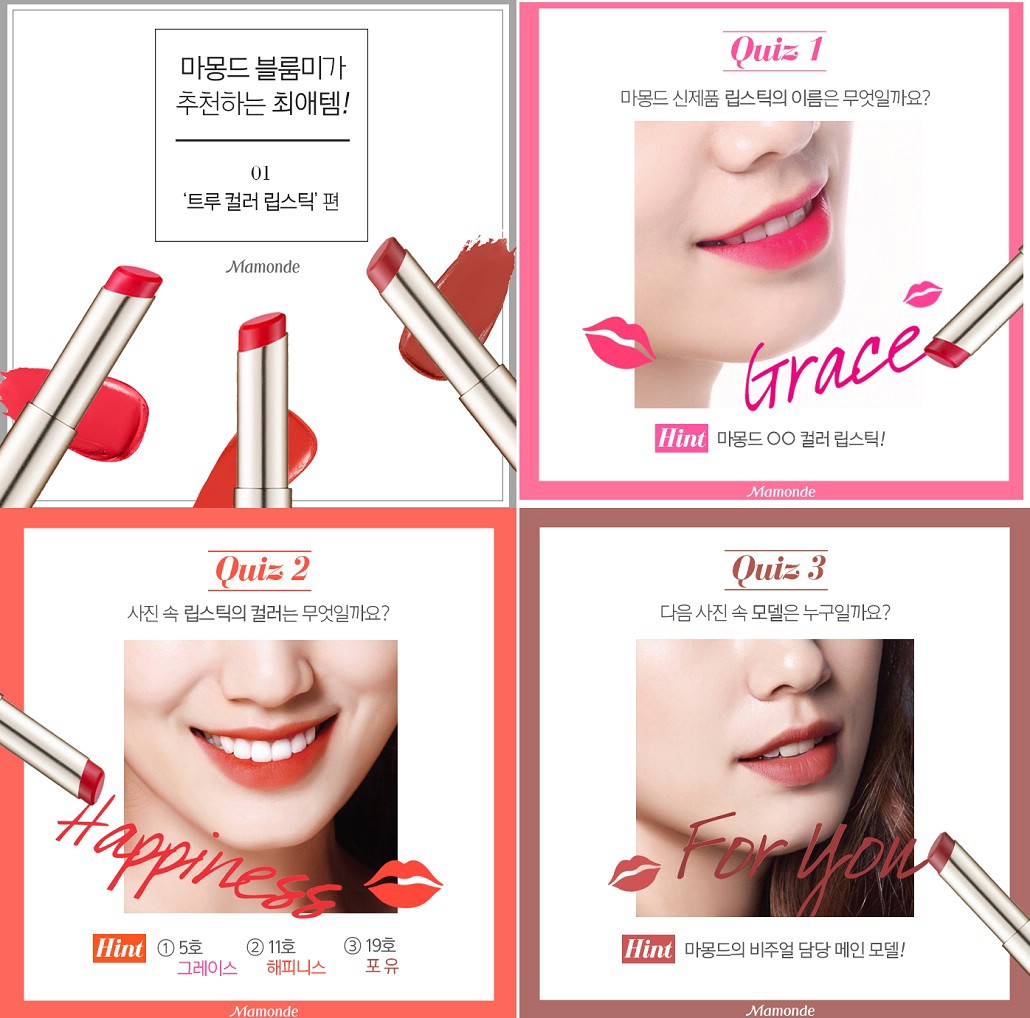 마몽드 블룸미가
추천하는 최애템!
01
‘트루 컬러 립스틱’ 편
Mamonde
Quiz 1
마몽드 신제품 립스틱의 이름은 무엇일까요?
Grace
Hint 마몽드 ○○ 컬러 립스틱!
Mamonde
Quiz 2
사진 속 립스틱의 컬러는 무엇일까요?
Happiness
Hint ① 5호 ② 11호 ③ 19호
그레이스 해피니스 포 유
Mamonde
Quiz 3
다음 사진 속 모델은 누구일까요?
For You
Hint 마몽드의 비주얼 담당 메인 모델!
Mamonde